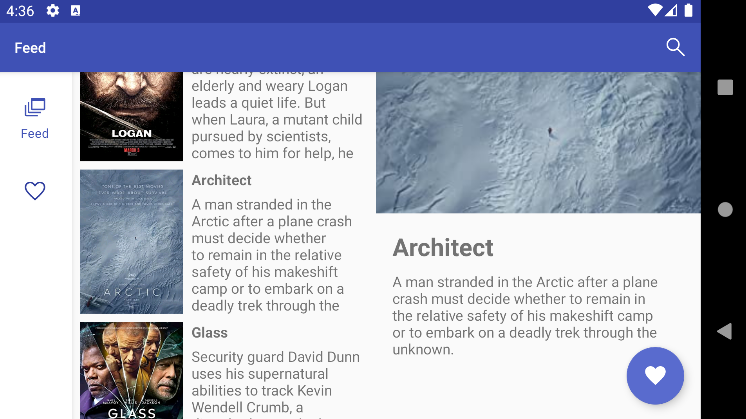 4:36
Feed
Feed
LOGAN
are nearly extinct, an
elderly and weary Logan
leads a quiet life. But
when Laura, a mutant child
pursued by scientists,
comes to him for help, he
ARCTIC
Architect
A man stranded in the
Arctic after a plane crash
must decide whether
to remain in the relative
safety of his makeshift
camp or to embark on a
deadly trek through the
GLASS
Glass
Security guard David Dunn
uses his supernatural
abilities to track Kevin
Wendell Crumb, a
Architect
A man stranded in the Arctic after a plane
crash must decide whether to remain in
the relative safety of his makeshift camp
or to embark on a deadly trek through the
unknown.